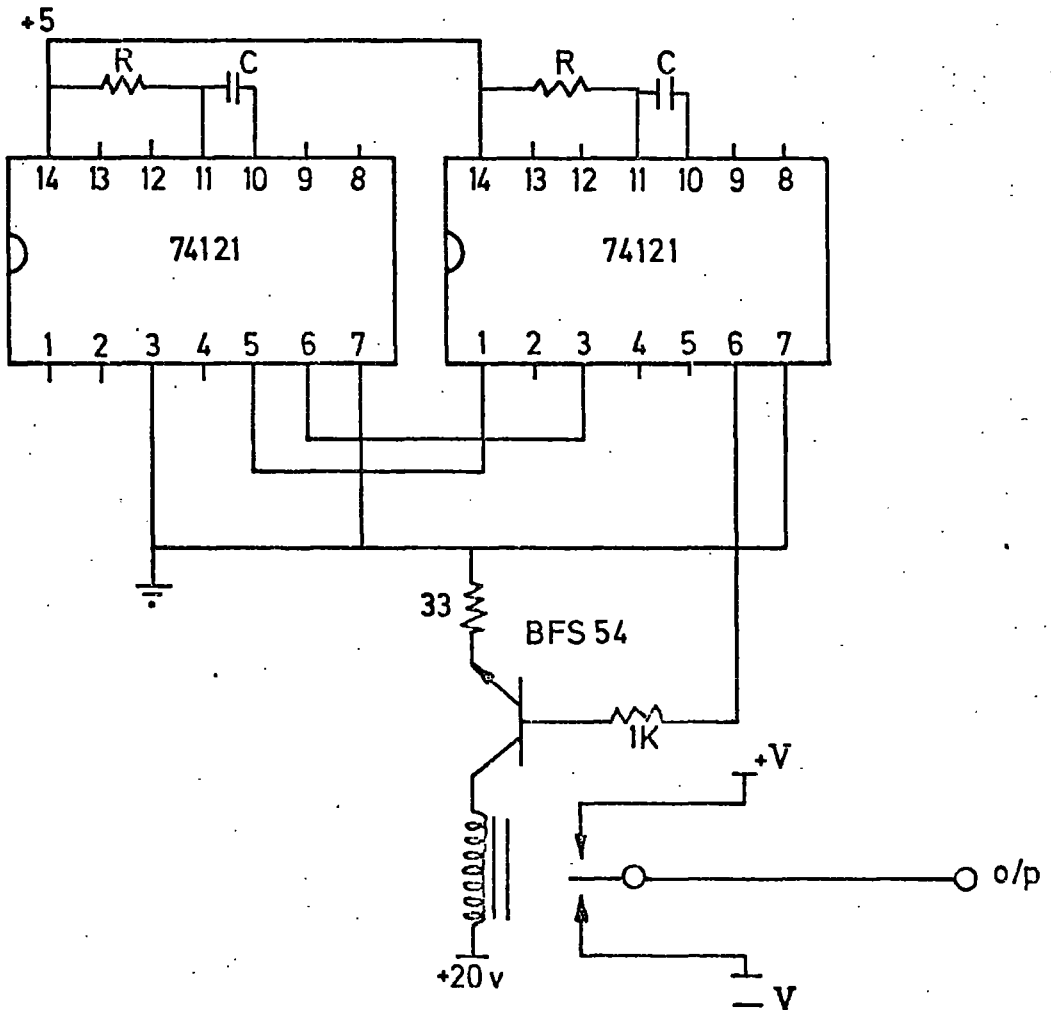 +5
R C R C
14 13 12 11 10 9 8 14 13 12 11 10 9 8
74121 74121
1 2 3 4 5 6 7 1 2 3 4 5 6 7
33
BFS 54
1K
+V
o/p
+20 v
– V